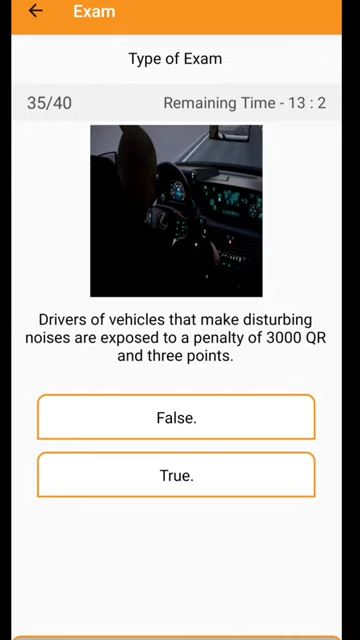 Exam
Type of Exam
35/40
Remaining Time - 13 : 2
Drivers of vehicles that make disturbing
noises are exposed to a penalty of 3000 QR
and three points.
False.
True.